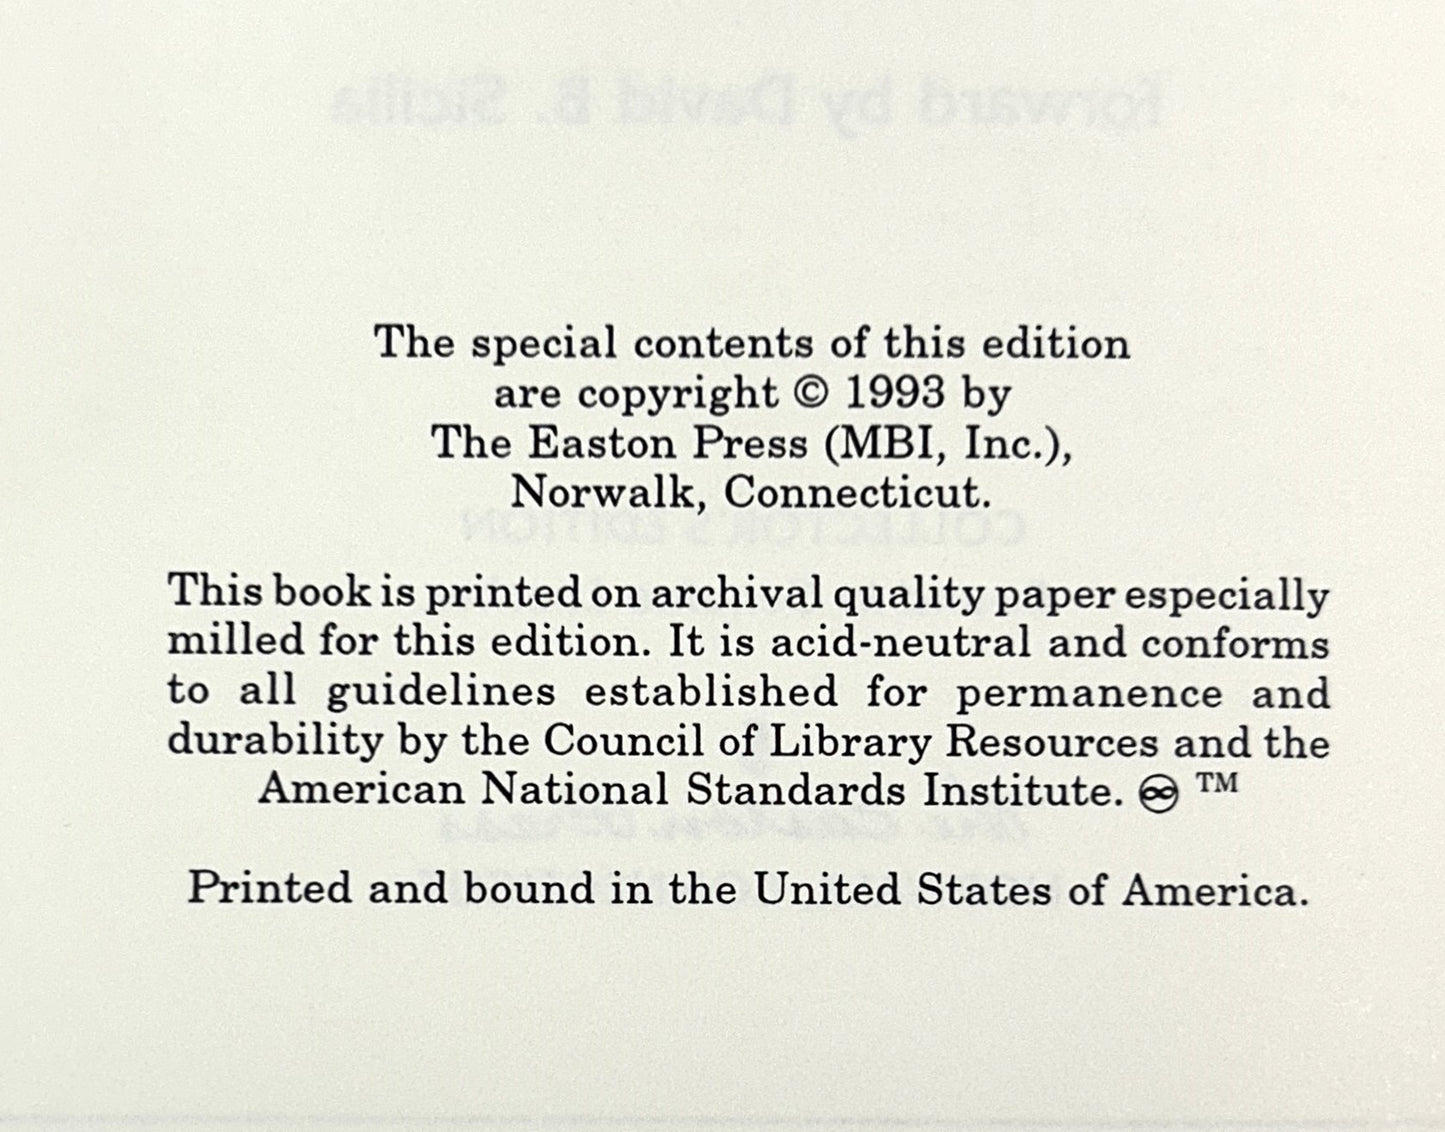 The special contents of this edition
are copyright © 1993 by
The Easton Press (MBI, Inc.),
Norwalk, Connecticut.
This book is printed on archival quality paper especially
milled for this edition. It is acid-neutral and conforms
to all guidelines established for permanence and
durability by the Council of Library Resources and the
American National Standards Institute. ♾ ™
Printed and bound in the United States of America.